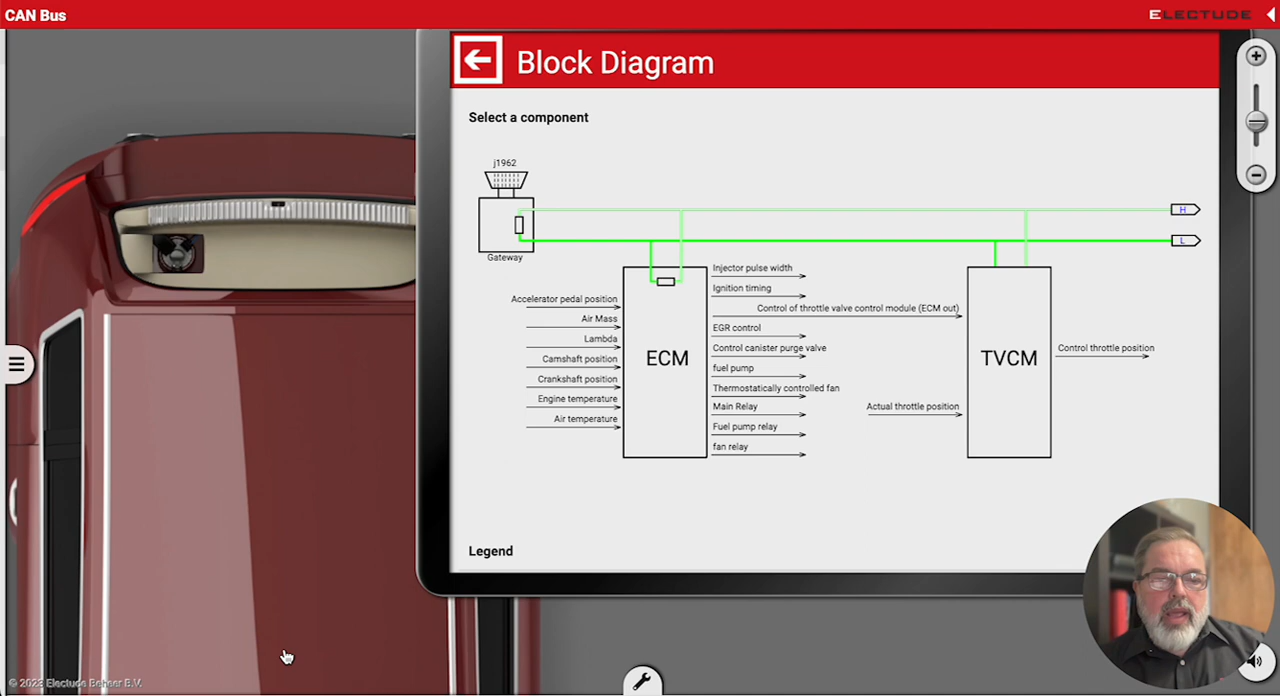 CAN Bus
ELECTUDE
Block Diagram
Select a component
j1962
H
L
Gateway
Injector pulse width
Ignition timing
Accelerator pedal position
Control of throttle valve control module (ECM out)
Air Mass
EGR control
Lambda
Control canister purge valve
Control throttle position
Camshaft position
ECM
TVCM
fuel pump
Crankshaft position
Thermostatically controlled fan
Engine temperature
Main Relay
Actual throttle position
Air temperature
Fuel pump relay
fan relay
Legend
© 2023 Electude Beheer B.V.